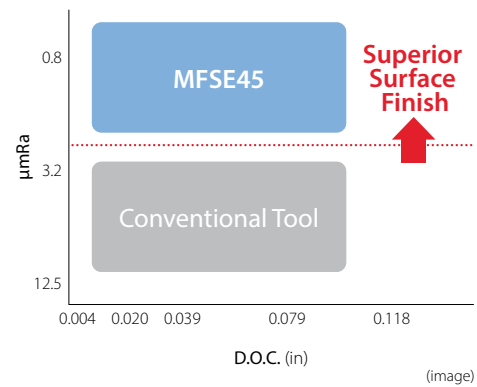 0.8
MFSE45
Superior
Surface
Finish
µmRa
3.2
Conventional Tool
12.5
0.004 0.020 0.039 0.079 0.118
D.O.C. (in)
(image)